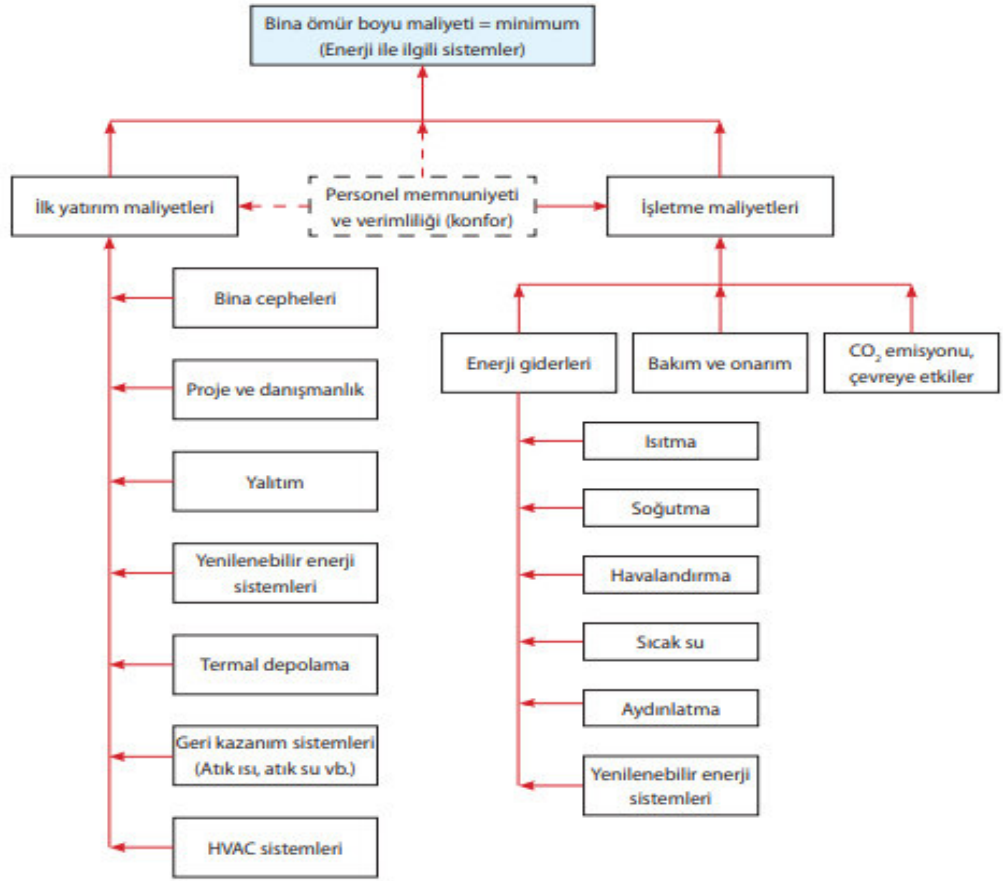 Bina ömür boyu maliyeti = minimum
(Enerji ile ilgili sistemler)
İlk yatırım maliyetleri
Personel memnuniyeti
ve verimliliği (konfor)
İşletme maliyetleri
Bina cepheleri
Proje ve danışmanlık
Yalıtım
Yenilenebilir enerji
sistemleri
Termal depolama
Geri kazanım sistemleri
(Atık ısı, atık su vb.)
HVAC sistemleri
Enerji giderleri
Bakım ve onarım
CO₂ emisyonu,
çevreye etkiler
Isıtma
Soğutma
Havalandırma
Sıcak su
Aydınlatma
Yenilenebilir enerji
sistemleri